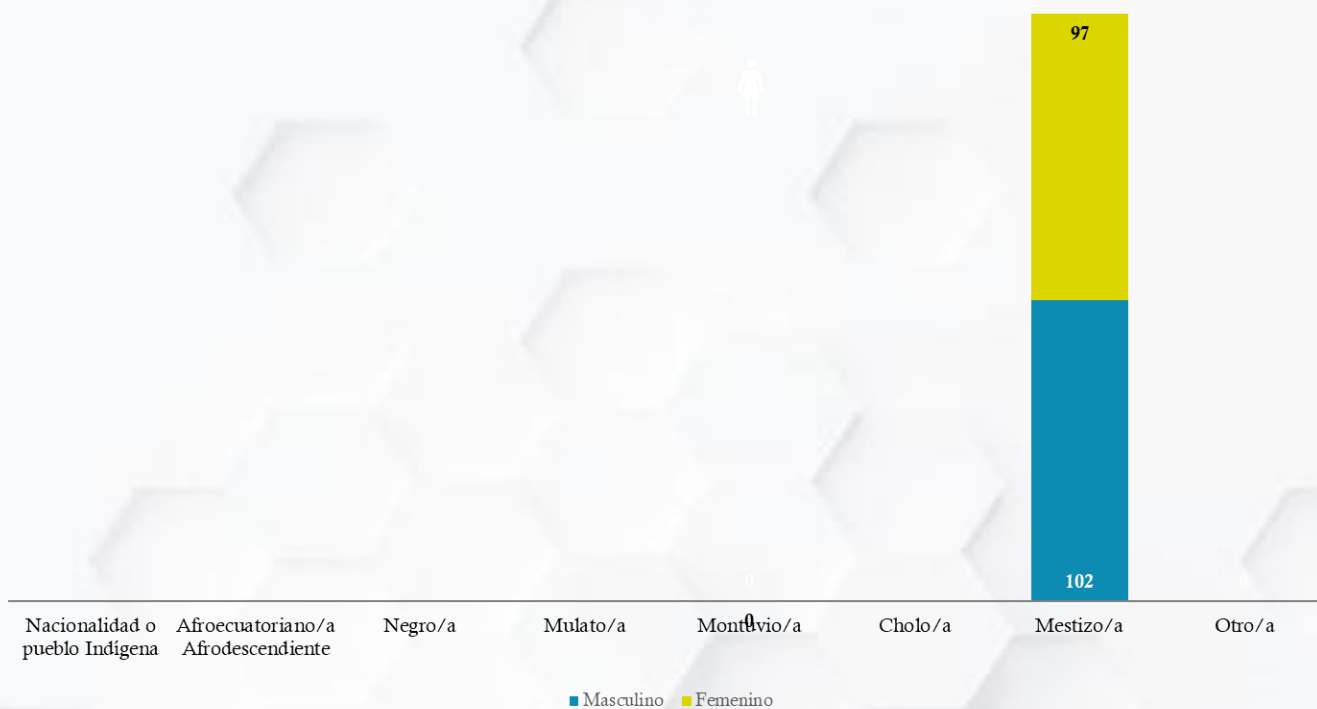 97
0
102
0
0
Nacionalidad o
pueblo Indígena
Afroecuatoriano/a
Afrodescendiente
Negro/a
Mulato/a
Montuvio/a
Cholo/a
Mestizo/a
Otro/a
Masculino
Femenino